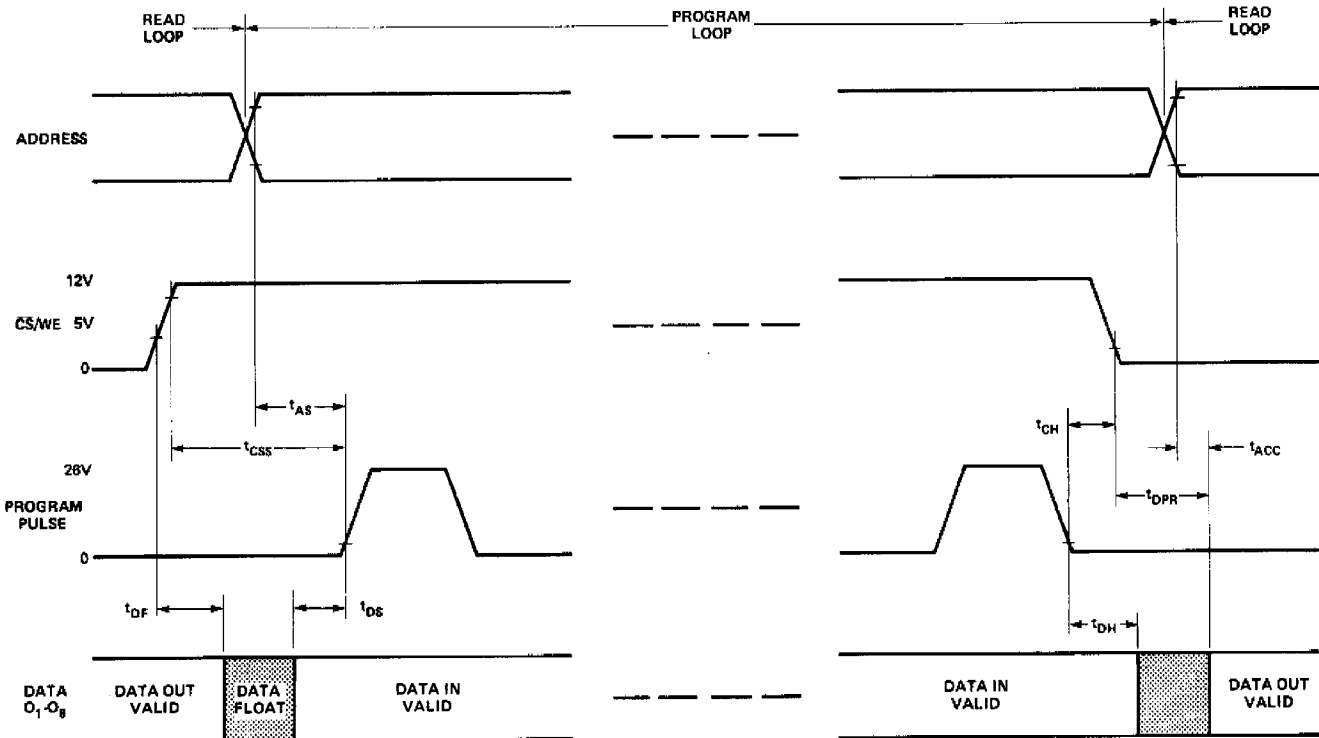 READ
LOOP
PROGRAM
LOOP
READ
LOOP
ADDRESS
12V
CS/WE 5V
0
tAS
tCSS
tCH
tACC
26V
tDPR
PROGRAM
PULSE
0
tDF
tDS
tDH
DATA
O1-O8
DATA OUT
VALID
DATA
FLOAT
DATA IN
VALID
DATA IN
VALID
DATA OUT
VALID